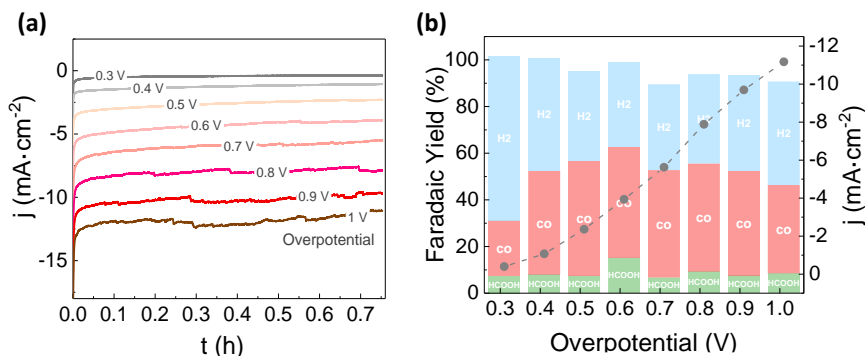 (a)
j (mA·cm-2)
0
-5
-10
-15
0.3 V
0.4 V
0.5 V
0.6 V
0.7 V
0.8 V
0.9 V
1 V
Overpotential
0.0 0.1 0.2 0.3 0.4 0.5 0.6 0.7
t (h)
(b)
Faradaic Yield (%)
100
80
60
40
20
0
H2 H2 H2 H2 H2 H2 H2 H2
CO CO CO CO CO CO CO CO
HCOOH HCOOH HCOOH HCOOH HCOOH HCOOH HCOOH HCOOH
-12
-10
-8
-6
-4
-2
0
j (mA·cm-2)
0.3 0.4 0.5 0.6 0.7 0.8 0.9 1.0
Overpotential (V)